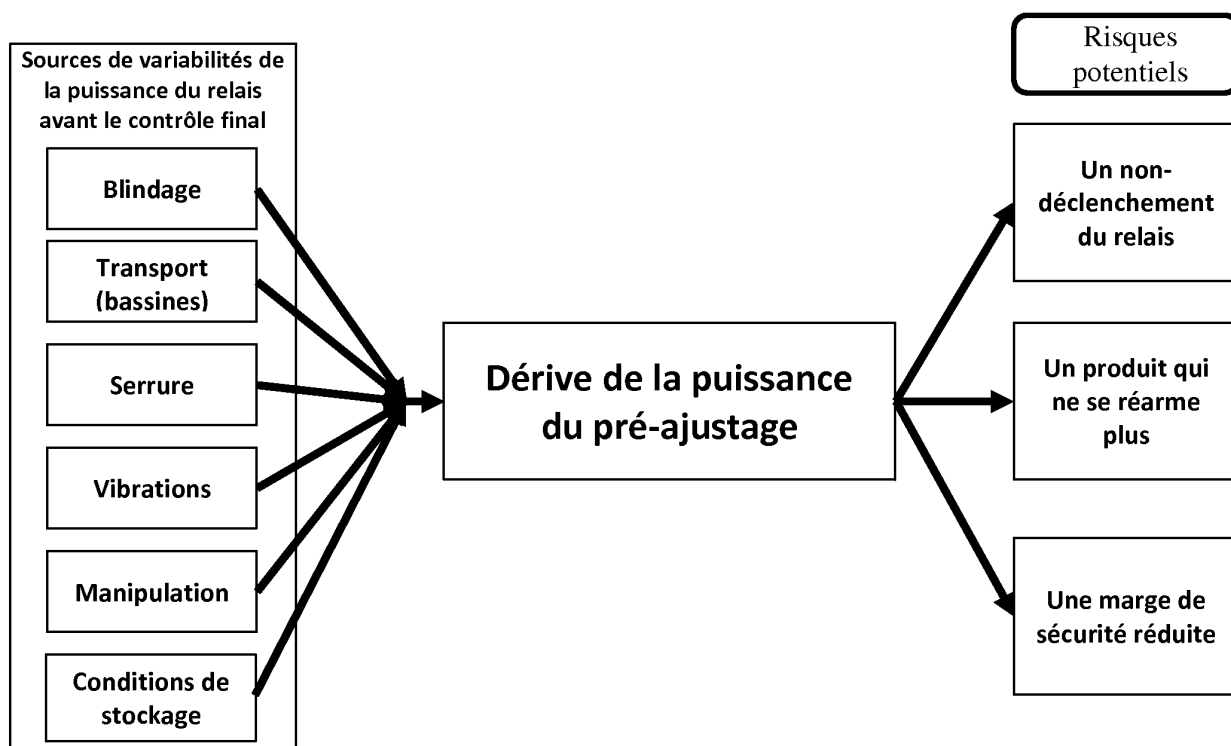 Sources de variabilités de
la puissance du relais
avant le contrôle final
Blindage
Transport
(bassines)
Serrure
Vibrations
Manipulation
Conditions de
stockage
Dérive de la puissance
du pré-ajustage
Risques
potentiels
Un non-
déclenchement
du relais
Un produit qui
ne se réarme
plus
Une marge de
sécurité réduite